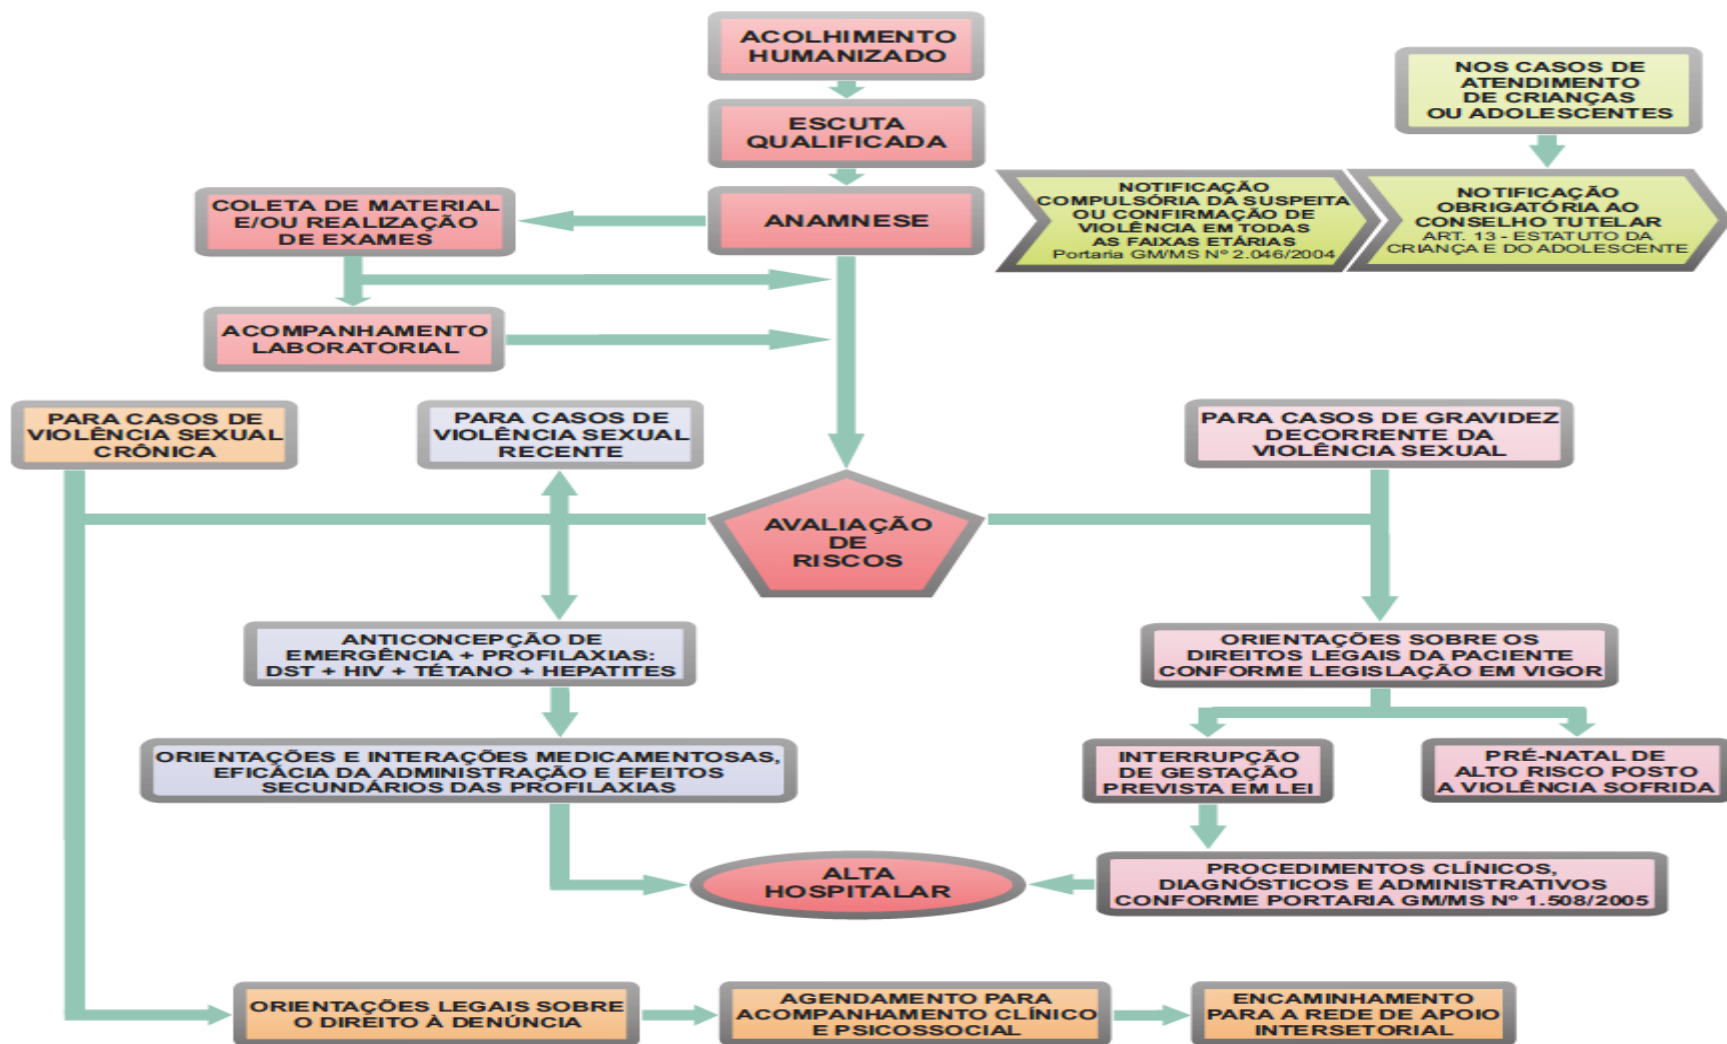 ACOLHIMENTO
HUMANIZADO
NOS CASOS DE
ATENDIMENTO
DE CRIANÇAS
OU ADOLESCENTES
ESCUTA
QUALIFICADA
NOTIFICAÇÃO
COMPULSÓRIA DA SUSPEITA
OU CONFIRMAÇÃO DE
VIOLÊNCIA EM TODAS
AS FAIXAS ETÁRIAS
Portaria GM/MS Nº 2.046/2004
NOTIFICAÇÃO
OBRIGATÓRIA AO
CONSELHO TUTELAR
ART. 13 - ESTATUTO DA
CRIANÇA E DO ADOLESCENTE
COLETA DE MATERIAL
E/OU REALIZAÇÃO
DE EXAMES
ANAMNESE
ACOMPANHAMENTO
LABORATORIAL
PARA CASOS DE
VIOLÊNCIA SEXUAL
CRÔNICA
PARA CASOS DE
VIOLÊNCIA SEXUAL
RECENTE
PARA CASOS DE GRAVIDEZ
DECORRENTE DA
VIOLÊNCIA SEXUAL
AVALIAÇÃO
DE
RISCOS
ANTICONCEPÇÃO DE
EMERGÊNCIA + PROFILAXIAS:
DST + HIV + TÉTANO + HEPATITES
ORIENTAÇÕES SOBRE OS
DIREITOS LEGAIS DA PACIENTE
CONFORME LEGISLAÇÃO EM VIGOR
ORIENTAÇÕES E INTERAÇÕES MEDICAMENTOSAS,
EFICÁCIA DA ADMINISTRAÇÃO E EFEITOS
SECUNDÁRIOS DAS PROFILAXIAS
INTERRUPÇÃO
DE GESTAÇÃO
PREVISTA EM LEI
PRÉ-NATAL DE
ALTO RISCO POSTO
A VIOLÊNCIA SOFRIDA
ALTA
HOSPITALAR
PROCEDIMENTOS CLÍNICOS,
DIAGNÓSTICOS E ADMINISTRATIVOS
CONFORME PORTARIA GM/MS Nº 1.508/2005
ORIENTAÇÕES LEGAIS SOBRE
O DIREITO À DENÚNCIA
AGENDAMENTO PARA
ACOMPANHAMENTO CLÍNICO
E PSICOSSOCIAL
ENCAMINHAMENTO
PARA A REDE DE APOIO
INTERSETORIAL